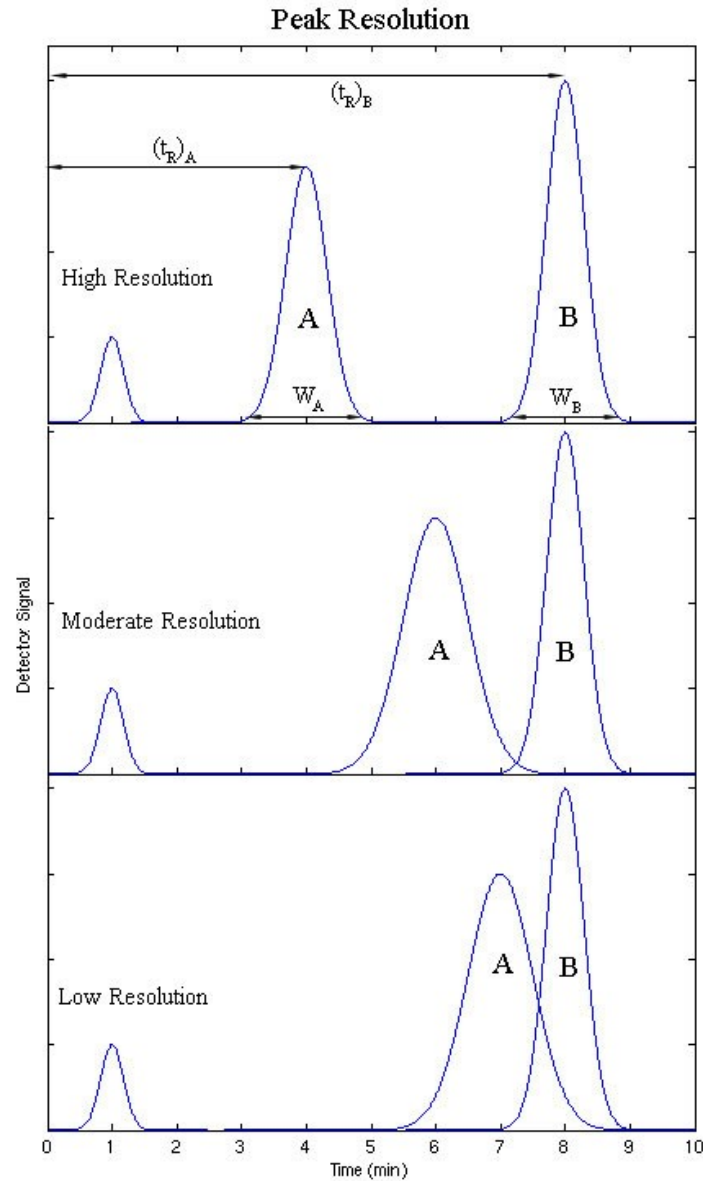 Peak Resolution
(tR)B
(tR)A
High Resolution
A
B
WA
WB
Detector Signal
Moderate Resolution
A
B
Low Resolution
A
B
0 1 2 3 4 5 6 7 8 9 10
Time (min)